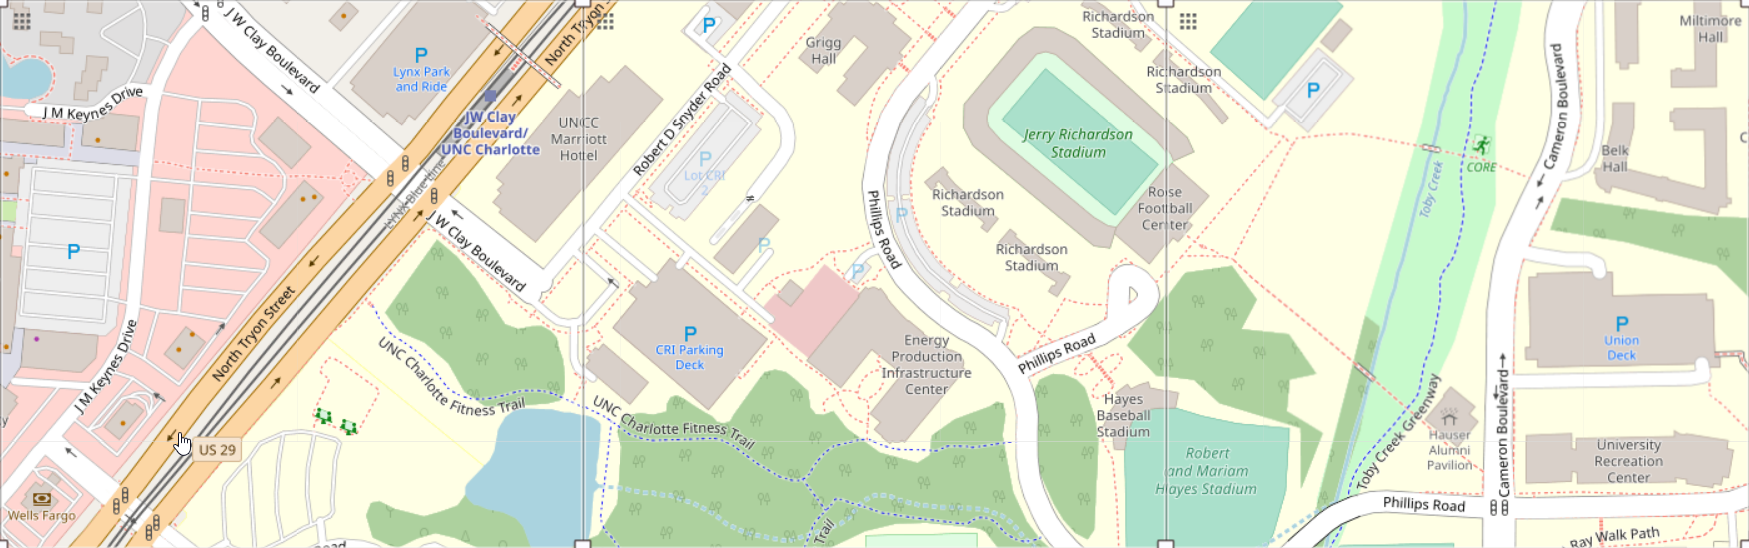 J W Clay Boulevard
J M Keynes Drive
P
Lynx Park
and Ride
North Tryon
JW Clay
Boulevard/
UNC Charlotte
LYNX Blue Line
UNCC
Marriott
Hotel
P
Robert D Snyder Road
P
Lot CRI
2
P
Grigg
Hall
Richardson
Stadium
Richardson
Stadium
Jerry Richardson
Stadium
Richardson
Stadium
Roise
Football
Center
Richardson
Stadium
P
P
P
Phillips Road
Toby Creek
CORE
Cameron Boulevard
Miltimore
Hall
Belk
Hall
P
J W Clay Boulevard
North Tryon Street
J M Keynes Drive
US 29
Wells Fargo
UNC Charlotte Fitness Trail
P
CRI Parking
Deck
UNC Charlotte Fitness Trail
Energy
Production
Infrastructure
Center
Phillips Road
Hayes
Baseball
Stadium
Robert
and Mariam
Hayes Stadium
Trail
P
Union
Deck
Toby Creek Greenway
Hauser
Alumni
Pavilion
Cameron Boulevard
University
Recreation
Center
Phillips Road
Bay Walk Path